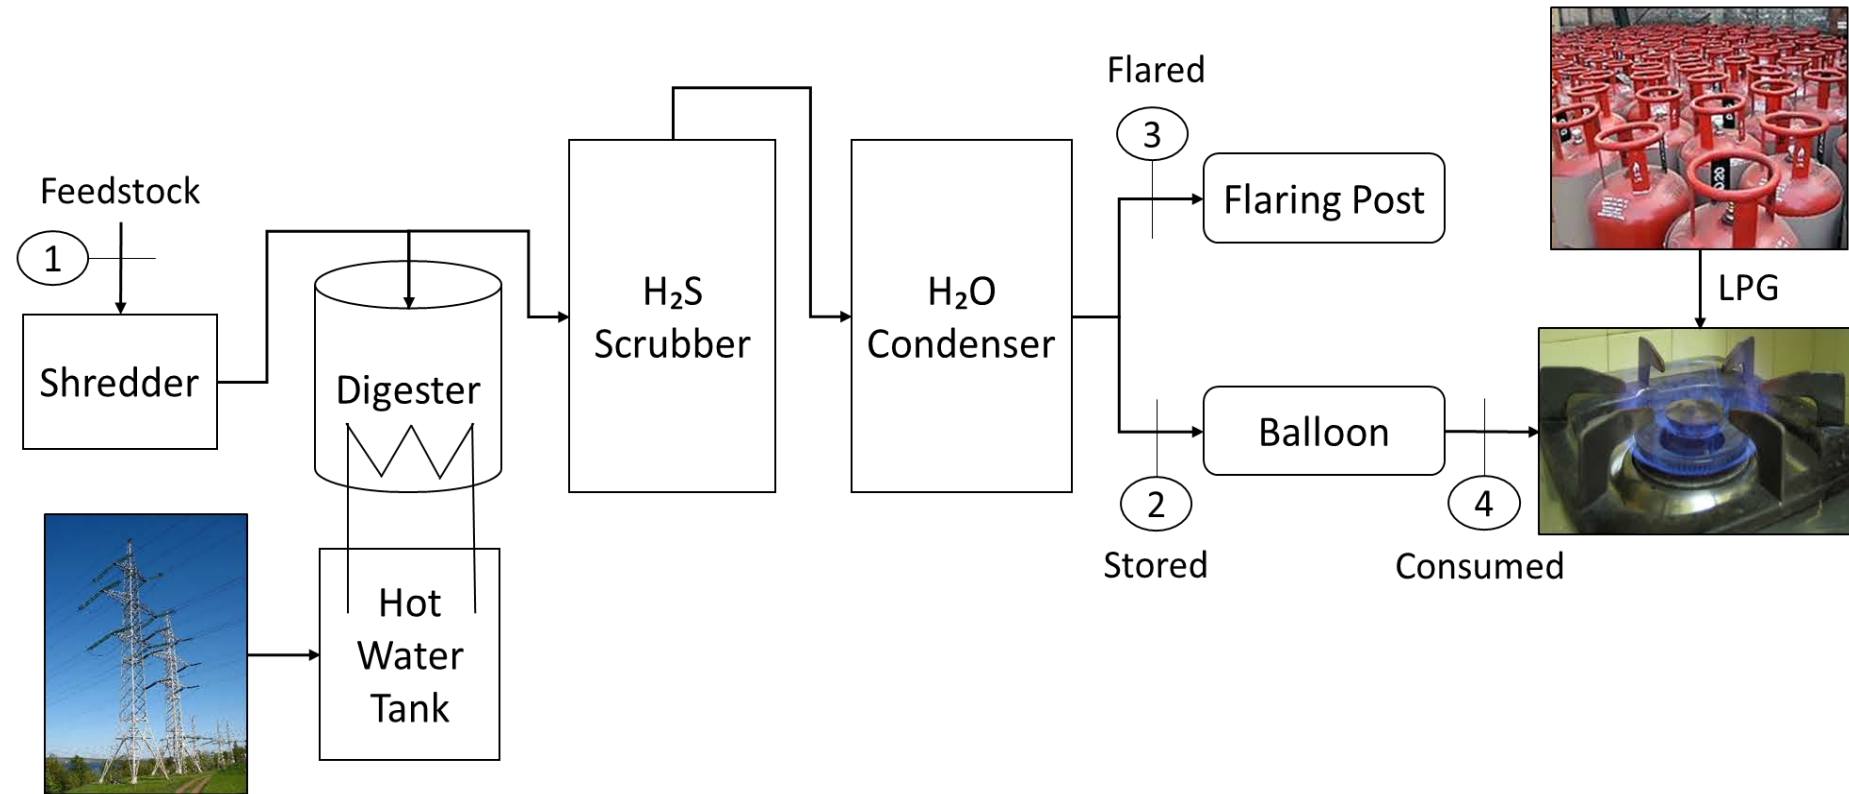 Feedstock
1
Shredder
Digester
Hot
Water
Tank
H₂S
Scrubber
H₂O
Condenser
Flared
3
Flaring Post
Balloon
2
Stored
4
Consumed
LPG